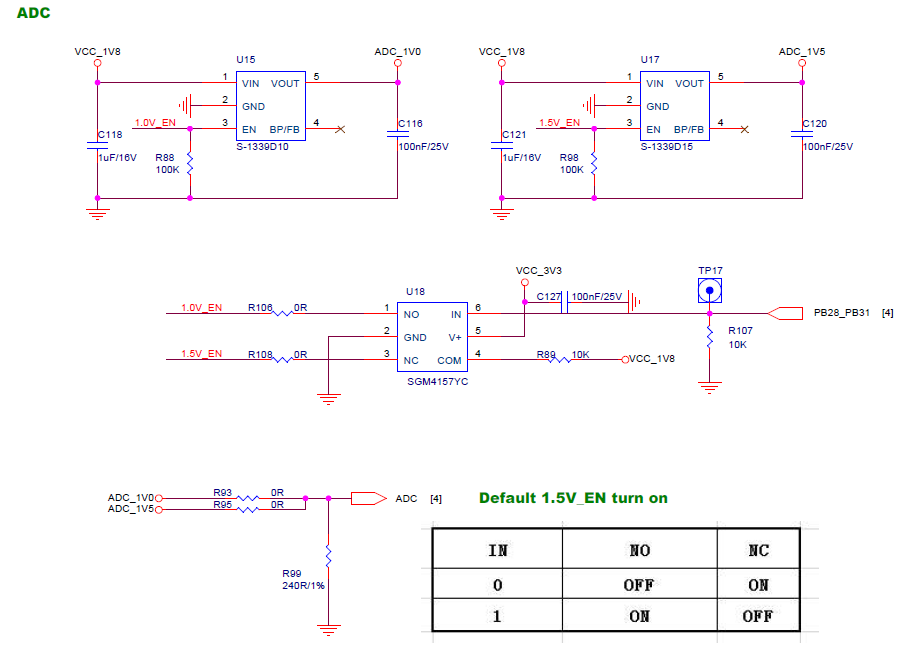 ADC
VCC_1V8
U15
ADC_1V0
1 VIN VOUT 5
2 GND
1.0V_EN 3 EN BP/FB 4
S-1339D10
C118
1uF/16V
R88
100K
C116
100nF/25V
VCC_1V8
U17
ADC_1V5
1 VIN VOUT 5
2 GND
1.5V_EN 3 EN BP/FB 4
S-1339D15
C121
1uF/16V
R98
100K
C120
100nF/25V
VCC_3V3
TP17
U18
C127 100nF/25V
1.0V_EN R106 0R 1 NO IN 6
PB28_PB31 [4]
2 GND V+ 5
R107
10K
1.5V_EN R108 0R 3 NC COM 4 R89 10K VCC_1V8
SGM4157YC
ADC_1V0 R93 0R
ADC_1V5 R95 0R
ADC [4]
R99
240R/1%
Default 1.5V_EN turn on
IN NO NC
0 OFF ON
1 ON OFF